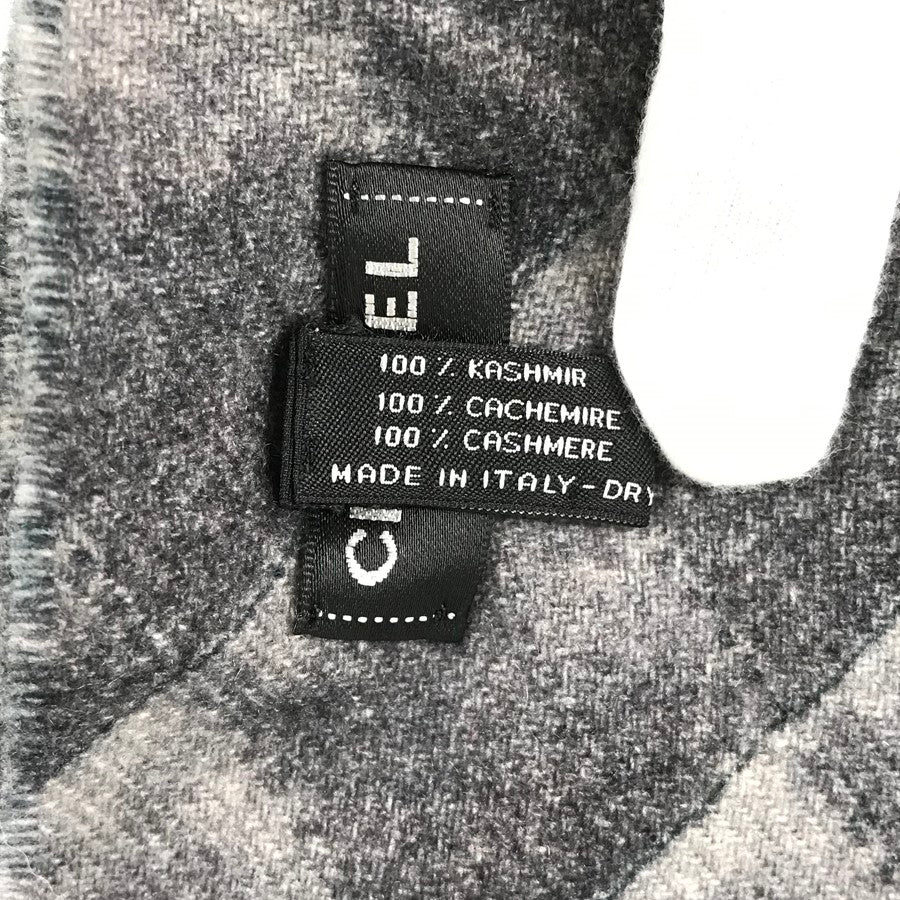 100 % KASHMIR
100 % CACHEMIRE
100 % CASHMERE
MADE IN ITALY - DRY